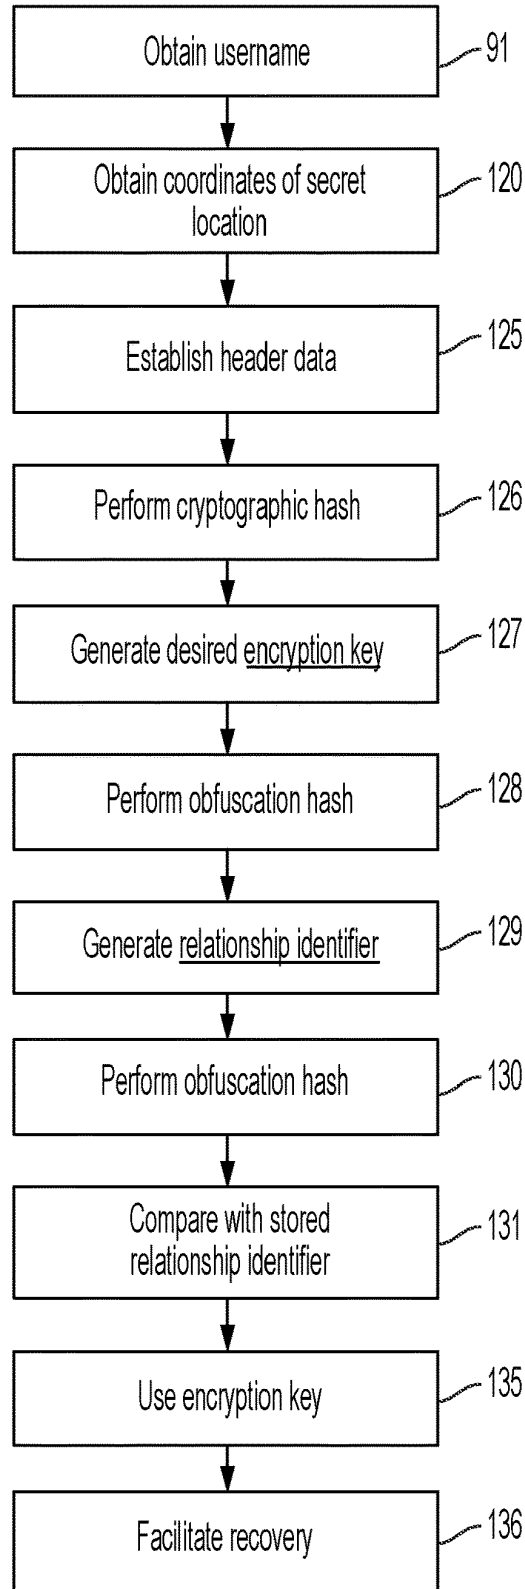 Obtain username
91
Obtain coordinates of secret
location
120
Establish header data
125
Perform cryptographic hash
126
Generate desired encryption key
127
Perform obfuscation hash
128
Generate relationship identifier
129
Perform obfuscation hash
130
Compare with stored
relationship identifier
131
Use encryption key
135
Facilitate recovery
136